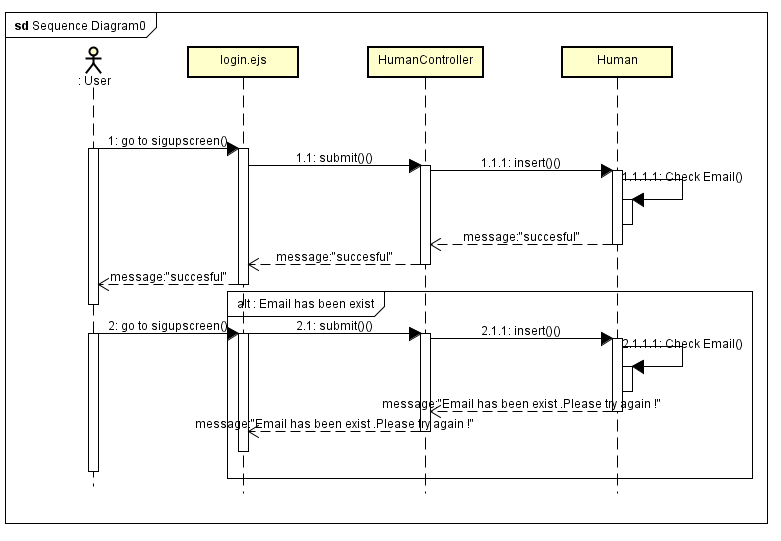 sd Sequence Diagram0
: User
login.ejs
HumanController
Human
1: go to sigupscreen()
1.1: submit()()
1.1.1: insert()()
1.1.1.1: Check Email()
message:"succesful"
message:"succesful"
message:"succesful"
alt : Email has been exist
2: go to sigupscreen()
2.1: submit()()
2.1.1: insert()()
2.1.1.1: Check Email()
message:"Email has been exist .Please try again !"
message:"Email has been exist .Please try again !"